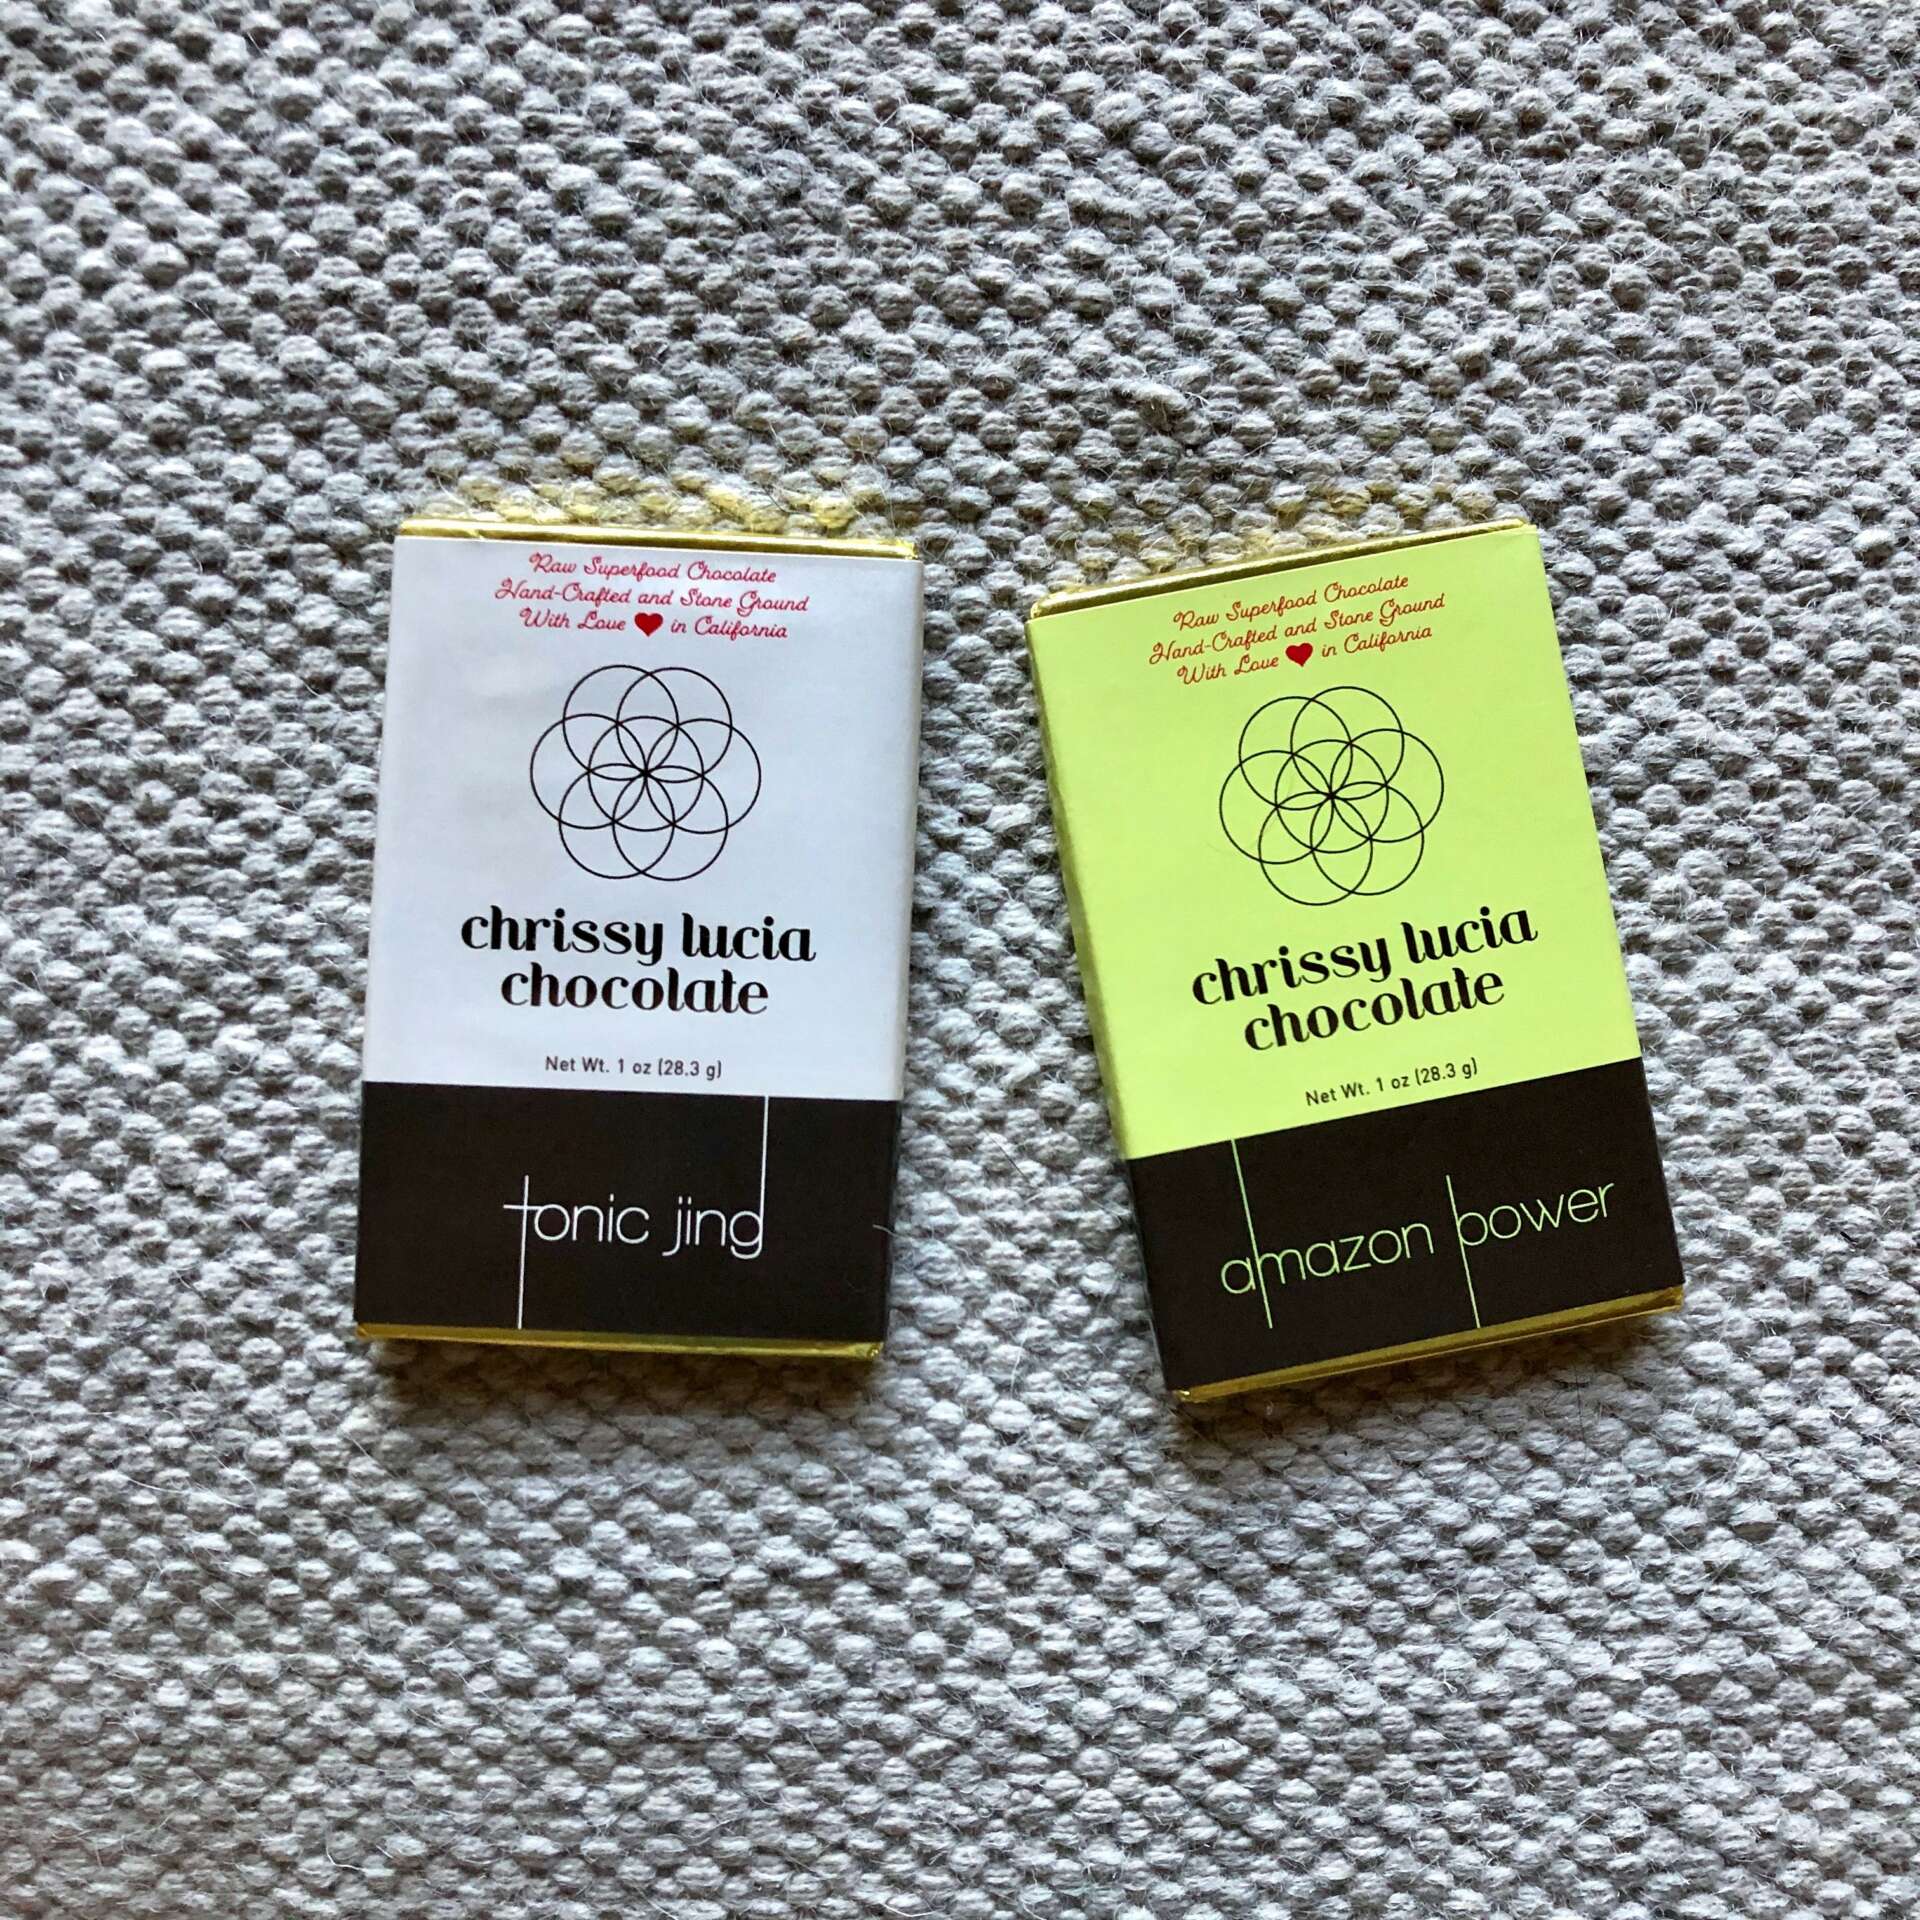 Raw Superfood Chocolate
Hand-Crafted and Stone Ground
With Love ❤ in California
chrissy lucia
chocolate
Net Wt. 1 oz (28.3 g)
tonic jing
Raw Superfood Chocolate
Hand-Crafted and Stone Ground
With Love ❤ in California
chrissy lucia
chocolate
Net Wt. 1 oz (28.3 g)
amazon power